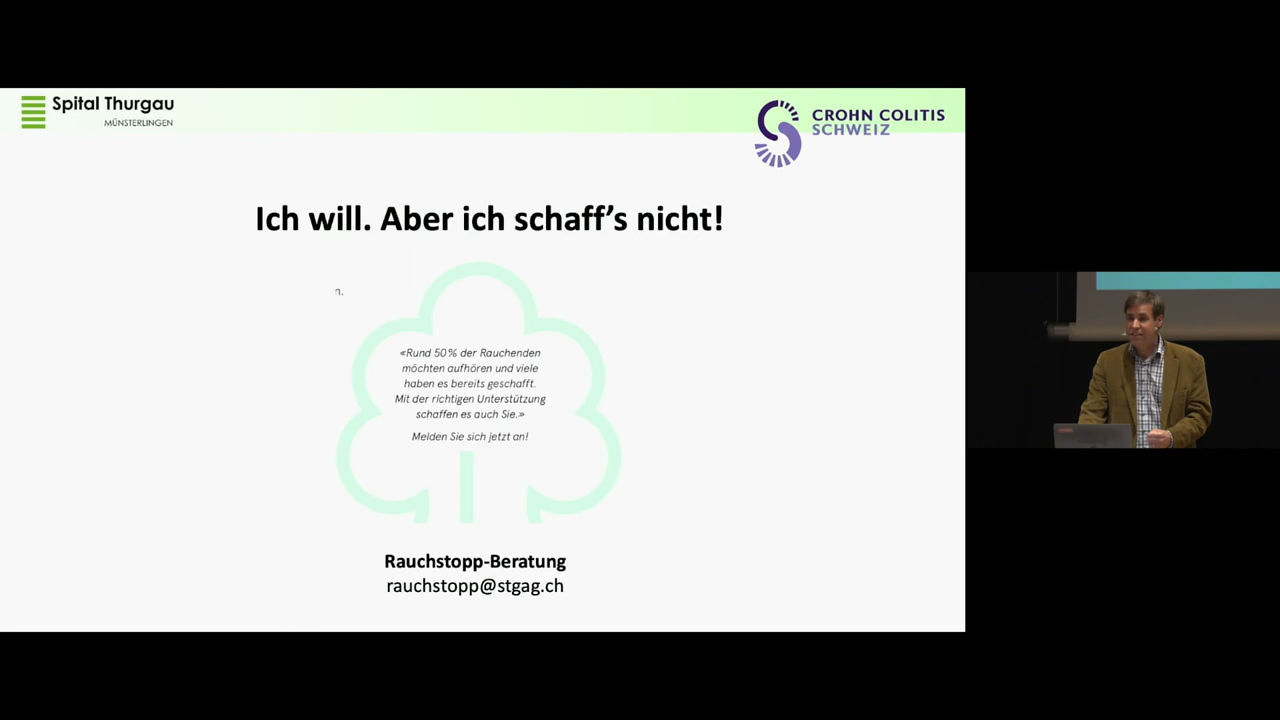 Spital Thurgau
MÜNSTERLINGEN
CROHN COLITIS
SCHWEIZ
Ich will. Aber ich schaff’s nicht!
n.
«Rund 50% der Rauchenden
möchten aufhören und viele
haben es bereits geschafft.
Mit der richtigen Unterstützung
schaffen es auch Sie.»
Melden Sie sich jetzt an!
Rauchstopp-Beratung
rauchstopp@stgag.ch